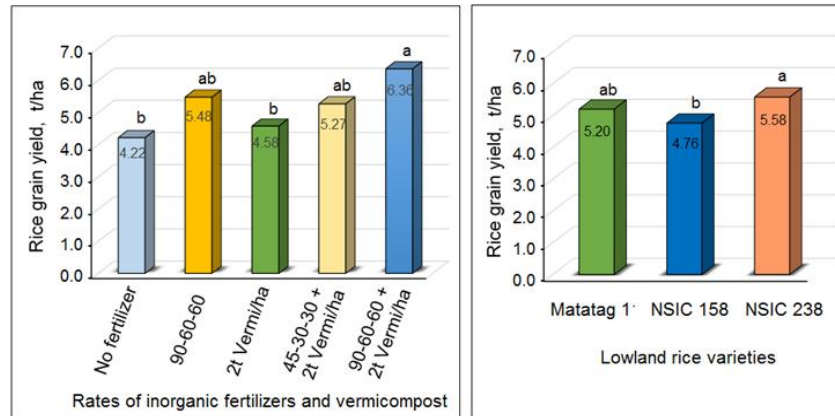 Rice grain yield, t/ha
7.0
6.0
5.0
4.0
3.0
2.0
1.0
0.0
b
ab
b
ab
a
4.22
5.48
4.58
5.27
6.36
No fertilizer
90-60-60
2t Vermi/ha
45-30-30 +
2t Vermi/ha
90-60-60 +
2t Vermi/ha
Rates of inorganic fertilizers and vermicompost
Rice grain yield, t/ha
7.0
6.0
5.0
4.0
3.0
2.0
1.0
0.0
ab
b
a
5.20
4.76
5.58
Matatag 1 NSIC 158 NSIC 238
Lowland rice varieties